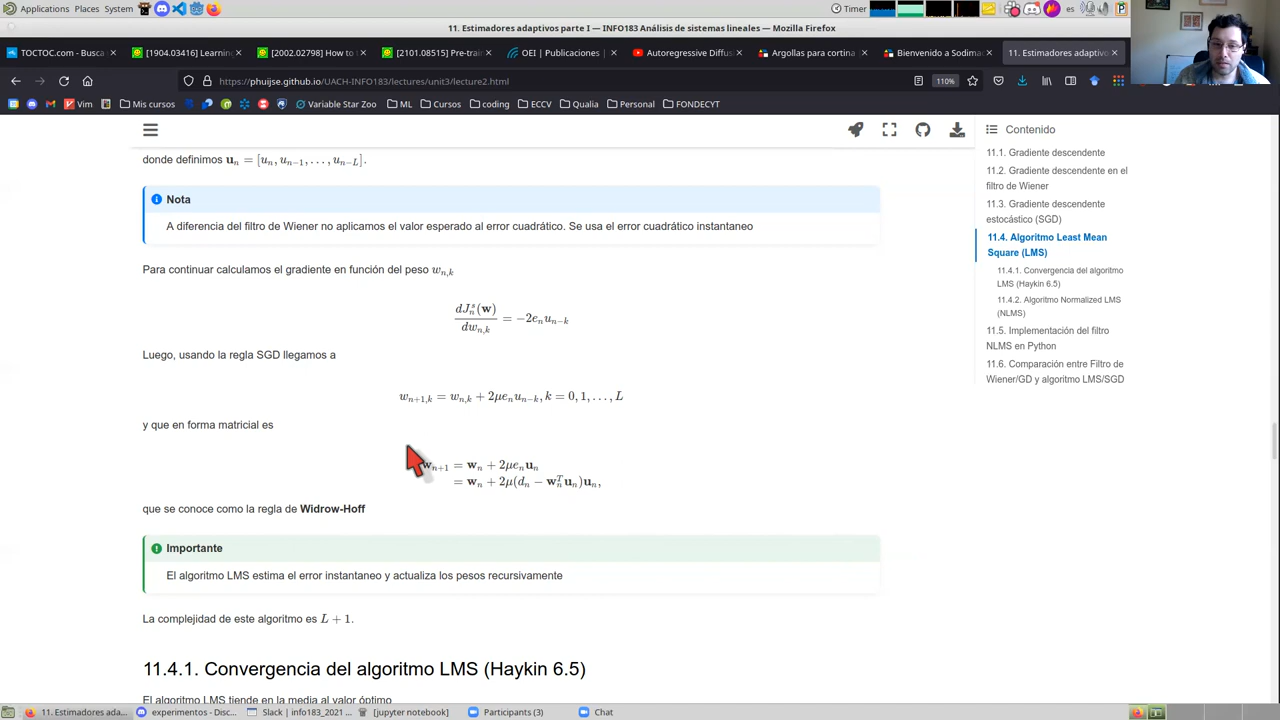 Applications Places System
Timer
es
11. Estimadores adaptivos parte I — INFO183 Análisis de sistemas lineales — Mozilla Firefox
TOCTOC.com - Busca
[1904.03416] Learnin
[2002.02798] How to
[2101.08571]
OEI | Publicaciones
Autoregressive Diffus
Argollas para cortina
Bienvenido a Sodima
11. Estimadores adaptivo
https://phuijse.github.io/UACH-INFO183/lectures/unit3/lecture2.html
110%
Mis cursos
Vim
Variable Star Zoo
ML
Cursos
coding
ECCV
Qualia
Personal
FONDECYT
donde definimos u_n = [u_n, u_{n-1}, . . . , u_{n-L}].
Nota
A diferencia del filtro de Wiener no aplicamos el valor esperado al error cuadrático. Se usa el error cuadrático instantaneo
Para continuar calculamos el gradiente en función del peso w_{n,k}
dJ_n^s(w)
dw_{n,k}
= −2e_n u_{n−k}
Luego, usando la regla SGD llegamos a
w_{n+1,k} = w_{n,k} + 2μe_n u_{n−k}, k = 0, 1, . . . , L
y que en forma matricial es
w_{n+1} = w_n + 2μe_n u_n
= w_n + 2μ(d_n − w_n^T u_n)u_n,
que se conoce como la regla de Widrow-Hoff
Importante
El algoritmo LMS estima el error instantaneo y actualiza los pesos recursivamente
La complejidad de este algoritmo es L + 1.
11.4.1. Convergencia del algoritmo LMS (Haykin 6.5)
El algoritmo LMS tiende en la media al valor óptimo
Contenido
11.1. Gradiente descendente
11.2. Gradiente descendente en el
filtro de Wiener
11.3. Gradiente descendente
estocástico (SGD)
11.4. Algoritmo Least Mean
Square (LMS)
11.4.1. Convergencia del algoritmo
LMS (Haykin 6.5)
11.4.2. Algoritmo Normalized LMS
(NLMS)
11.5. Implementación del filtro
NLMS en Python
11.6. Comparación entre Filtro de
Wiener/GD y algoritmo LMS/SGD
11. Estimadores ada...
experimentos - Disc...
Slack | info183_2021 ...
[jupyter notebook]
Participants (3)
Chat